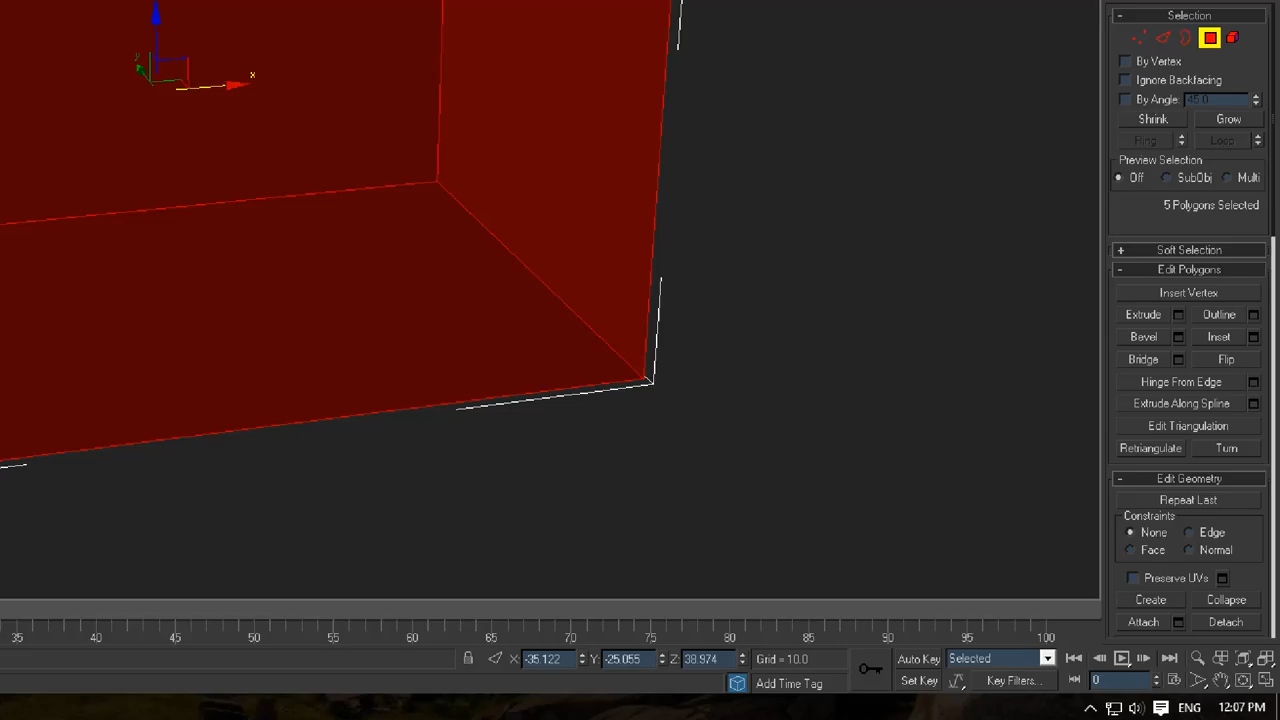 Selection
By Vertex
Ignore Backfacing
By Angle: 45.0
Shrink Grow
Ring Loop
Preview Selection
Off SubObj Multi
5 Polygons Selected
+ Soft Selection
- Edit Polygons
Insert Vertex
Extrude Outline
Bevel Inset
Bridge Flip
Hinge From Edge
Extrude Along Spline
Edit Triangulation
Retriangulate Turn
- Edit Geometry
Repeat Last
Constraints
None Edge
Face Normal
Preserve UVs
Create Collapse
Attach Detach
x
y
35 40 45 50 55 60 65 70 75 80 85 90 95 100
X: -35.122 Y: -25.055 Z: 38.974 Grid = 10.0 Auto Key Selected
Add Time Tag Set Key Key Filters... 0
ENG 12:07 PM